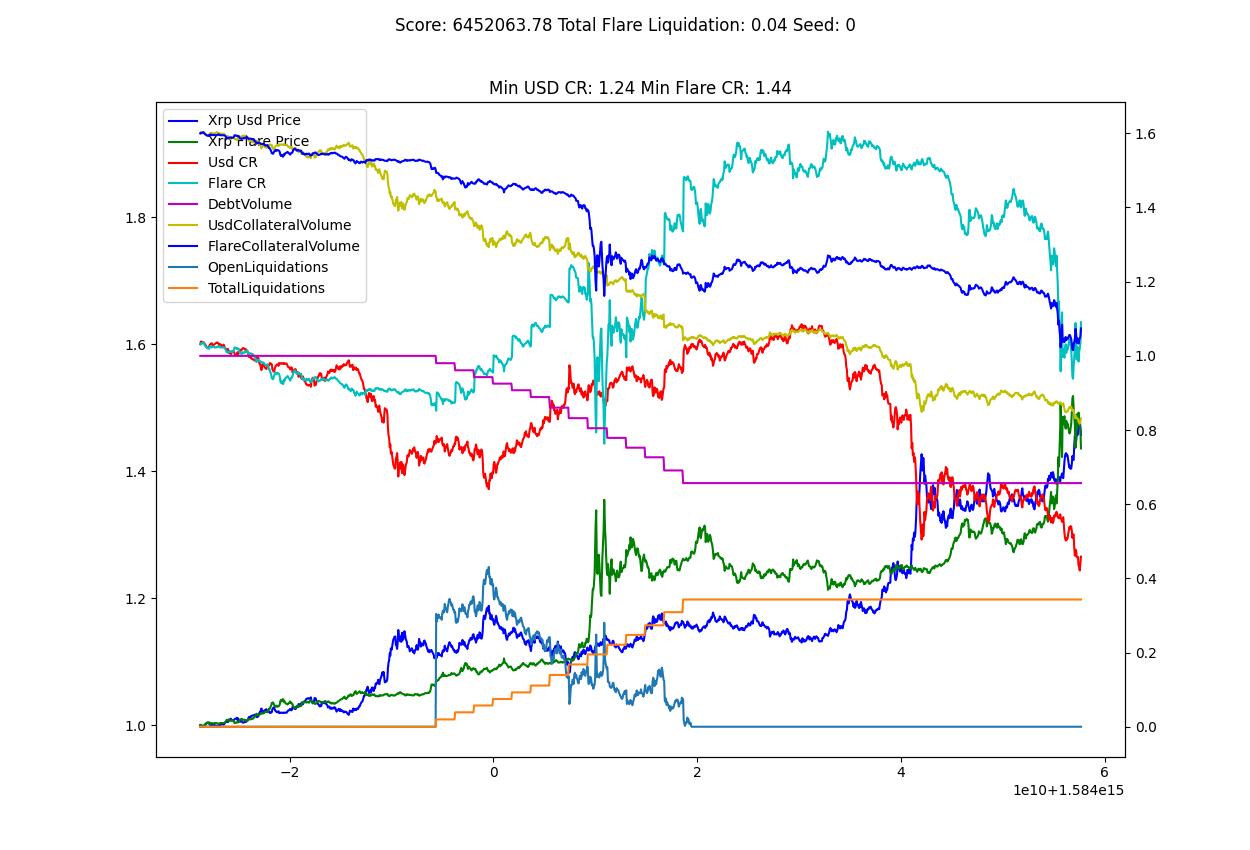 Score: 6452063.78 Total Flare Liquidation: 0.04 Seed: 0
Min USD CR: 1.24 Min Flare CR: 1.44
Xrp Usd Price
Xrp Flare Price
Usd CR
Flare CR
DebtVolume
UsdCollateralVolume
FlareCollateralVolume
OpenLiquidations
TotalLiquidations
1.8
1.6
1.4
1.2
1.0
1.6
1.4
1.2
1.0
0.8
0.6
0.4
0.2
0.0
−2
0
2
4
6
1e10+1.584e15